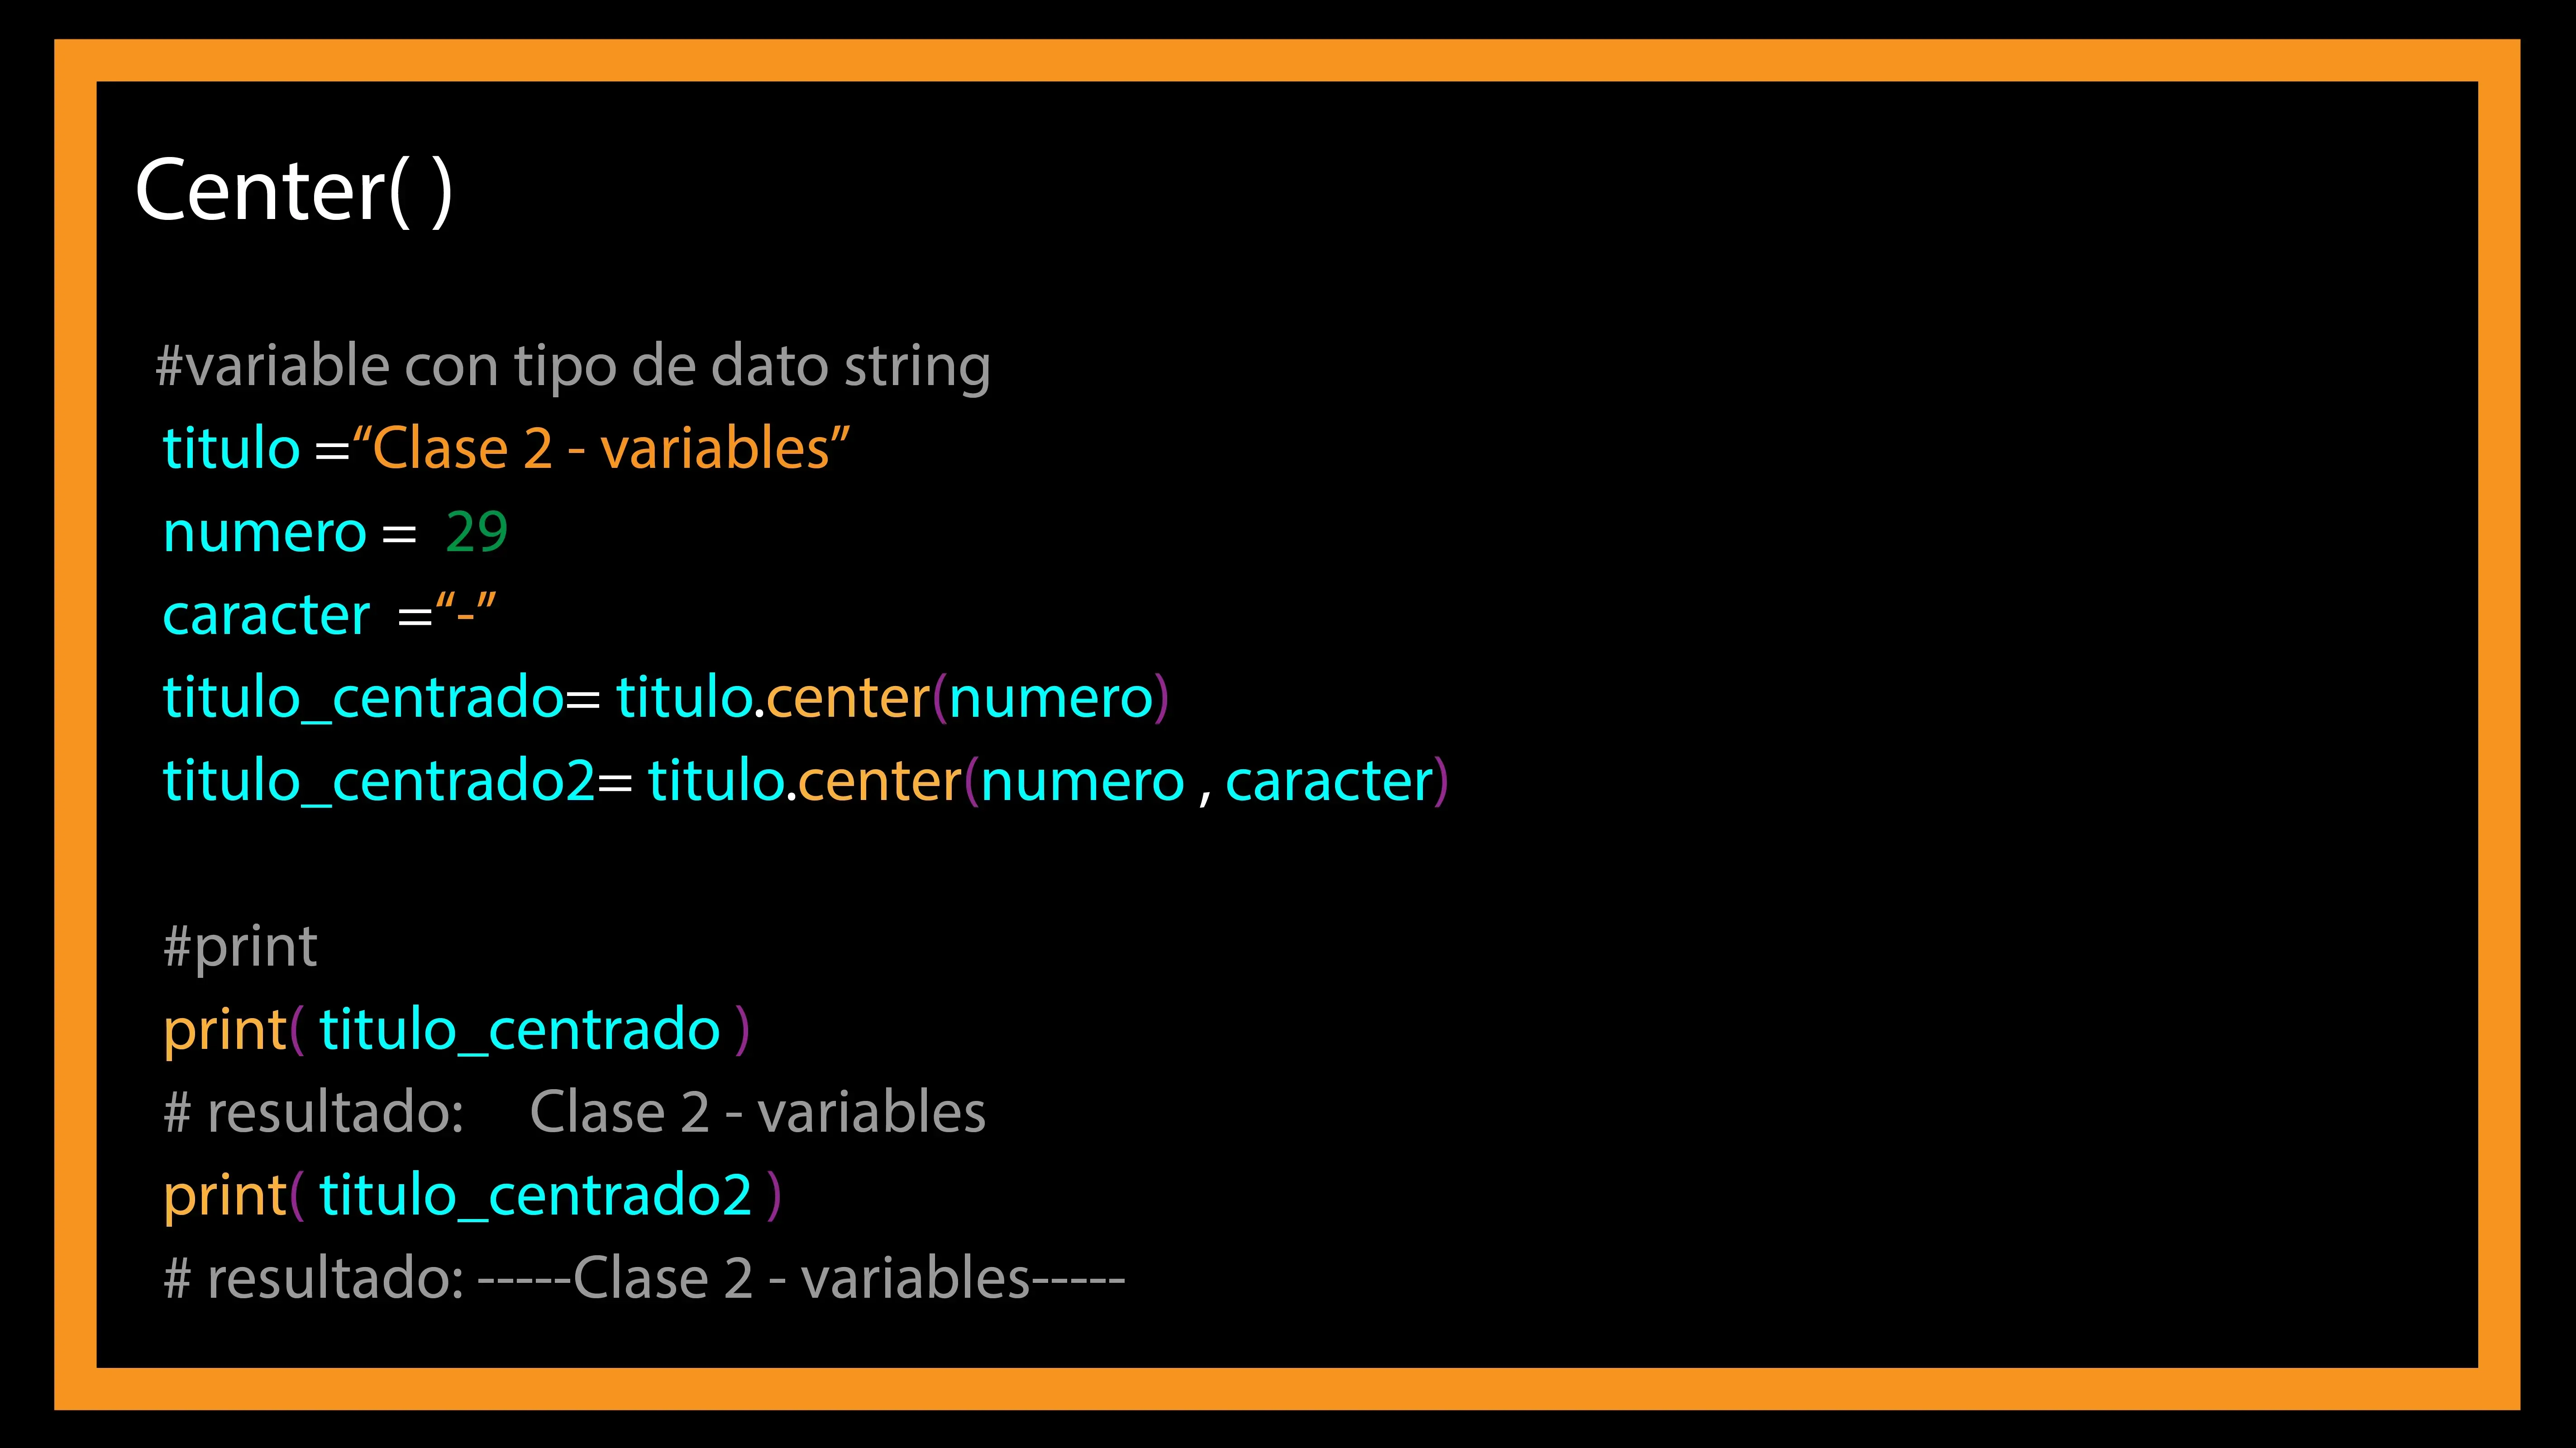 Center( )
#variable con tipo de dato string
titulo =“Clase 2 - variables”
numero =  29
caracter  =“-”
titulo_centrado= titulo.center(numero)
titulo_centrado2= titulo.center(numero , caracter)
#print
print( titulo_centrado )
# resultado:     Clase 2 - variables
print( titulo_centrado2 )
# resultado: -----Clase 2 - variables-----